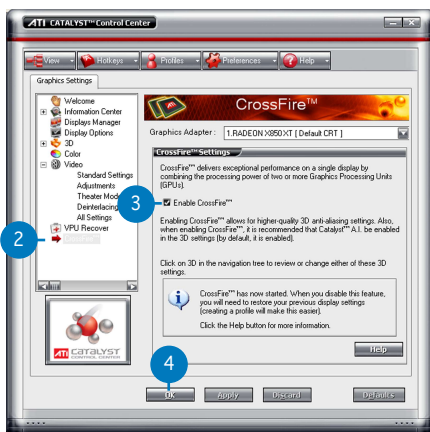 ATI CATALYST™ Control Center
View Hotkeys Profiles Preferences Help
Graphics Settings
Welcome
Information Center
Displays Manager
Display Options
3D
Color
Video
Standard Settings
Adjustments
Theater Mode
Deinterlacing
All Settings
VPU Recover
2
CrossFire™
ATI CATALYST
CONTROL CENTER
CrossFire™
Graphics Adapter : 1.RADEON X850 XT [ Default CRT ]
CrossFire™ Settings
CrossFire™ delivers exceptional performance on a single display by
combining the processing power of two or more Graphics Processing Units
(GPUs).
3
Enable CrossFire™
Enabling CrossFire™ allows for higher-quality 3D anti-aliasing settings. Also,
when enabling CrossFire™, it is recommended that Catalyst™ A.I. be enabled
in the 3D settings (by default, it is enabled).
Click on 3D in the navigation tree to review or change either of these 3D
settings.
CrossFire™ has now started. When you disable this feature,
you will need to restore your previous display settings
(creating a profile will make this easier).
Click the Help button for more information.
Help
4
OK Apply Discard Defaults